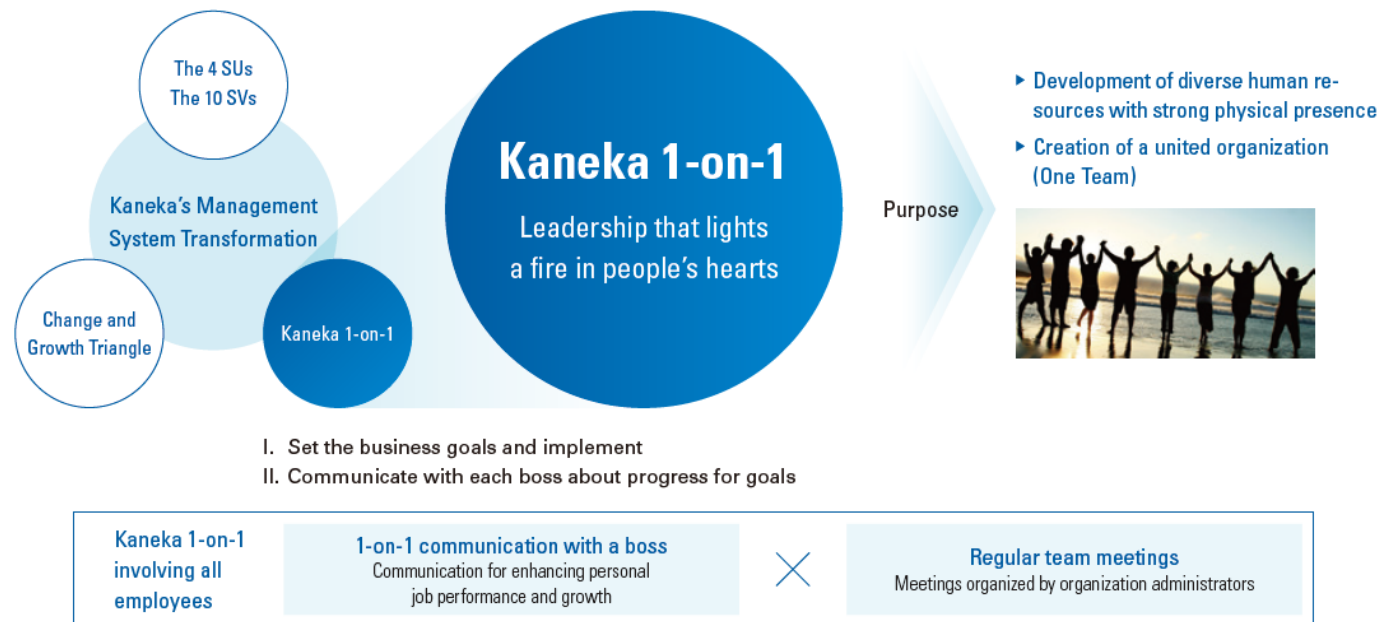 The 4 SUs
The 10 SVs
Kaneka's Management
System Transformation
Change and
Growth Triangle
Kaneka 1-on-1
Kaneka 1-on-1
Leadership that lights
a fire in people's hearts
Purpose
▶ Development of diverse human re-
sources with strong physical presence
▶ Creation of a united organization
(One Team)
I. Set the business goals and implement
II. Communicate with each boss about progress for goals
Kaneka 1-on-1
involving all
employees
1-on-1 communication with a boss
Communication for enhancing personal
job performance and growth
×
Regular team meetings
Meetings organized by organization administrators